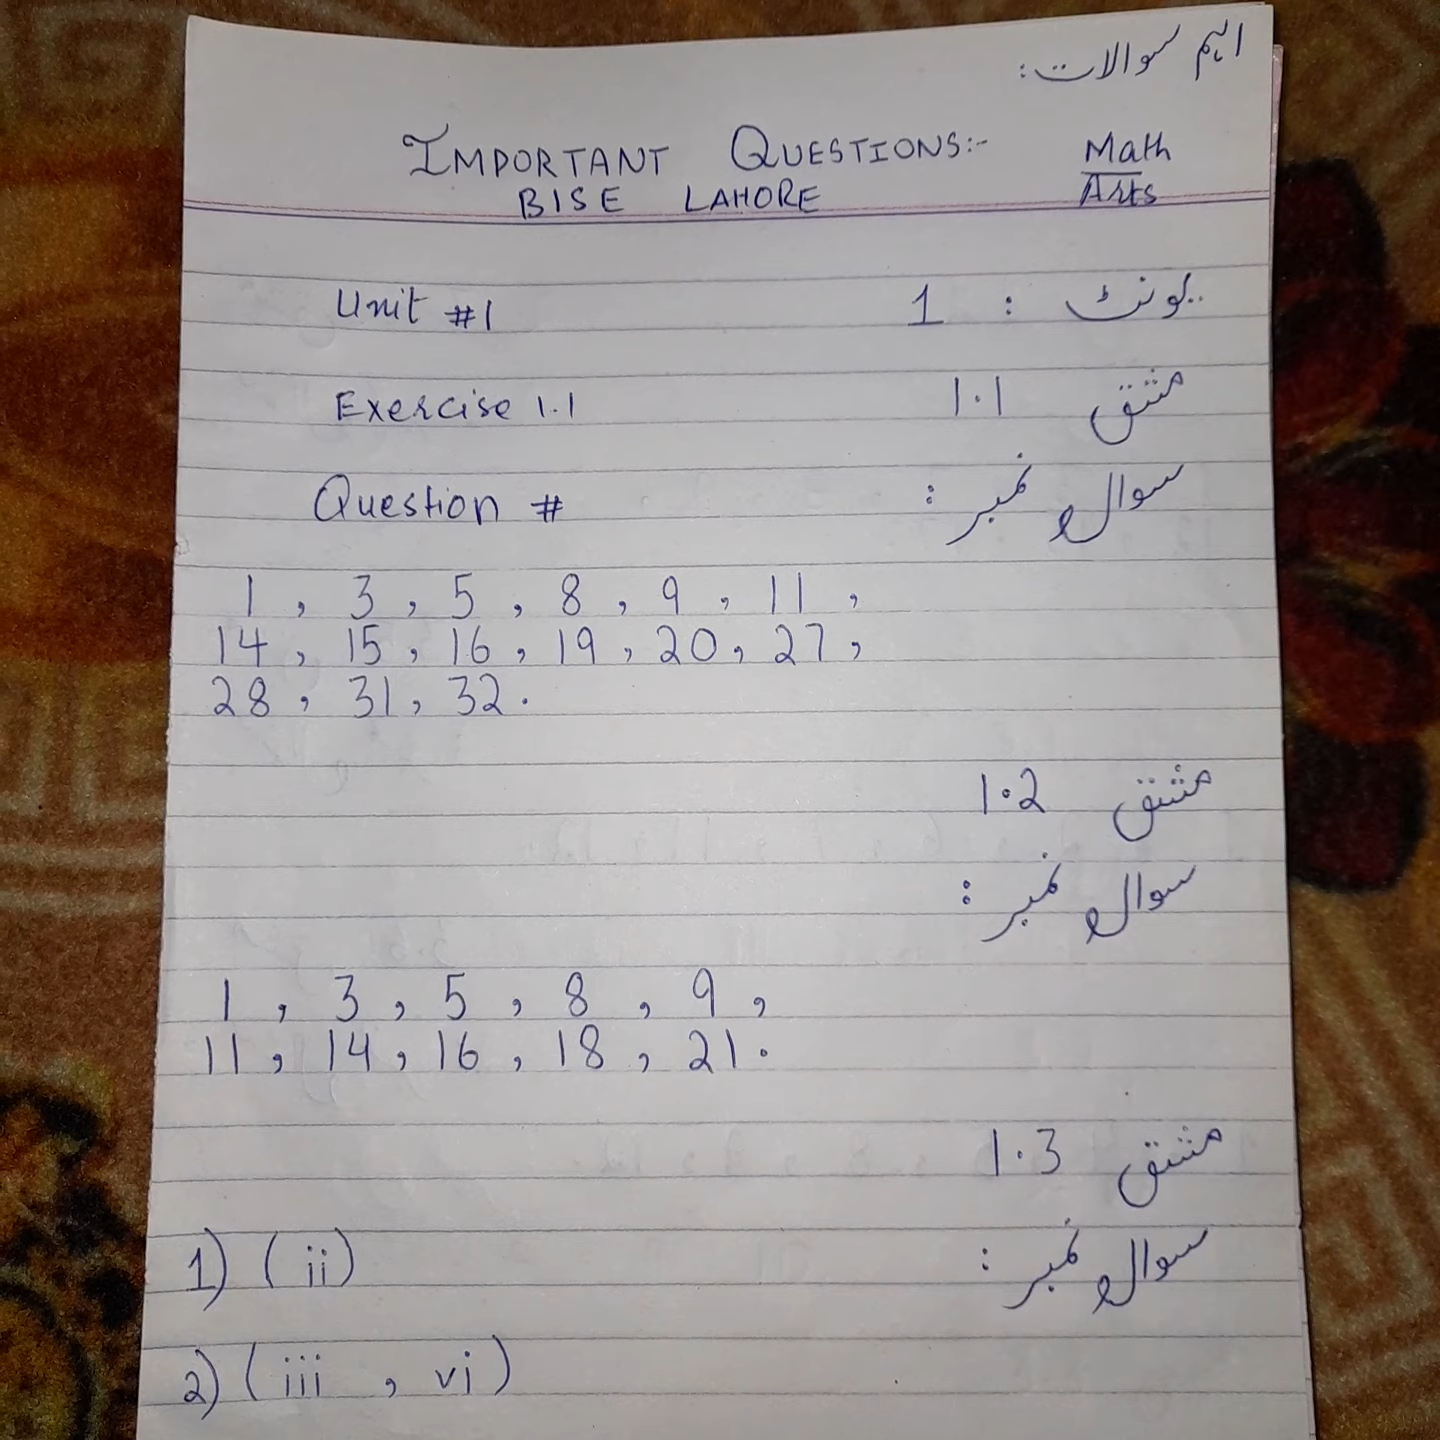 اہم سوالات:
IMPORTANT QUESTIONS:- Math
BISE LAHORE Arts
Unit #1 یونٹ : 1
Exercise 1.1 مشق 1.1
Question # سوال نمبر:
1, 3, 5, 8, 9, 11,
14, 15, 16, 19, 20, 27,
28, 31, 32.
مشق 1.2
سوال نمبر:
1, 3, 5, 8, 9,
11, 14, 16, 18, 21.
مشق 1.3
1) (ii) سوال نمبر:
2) (iii, vi)